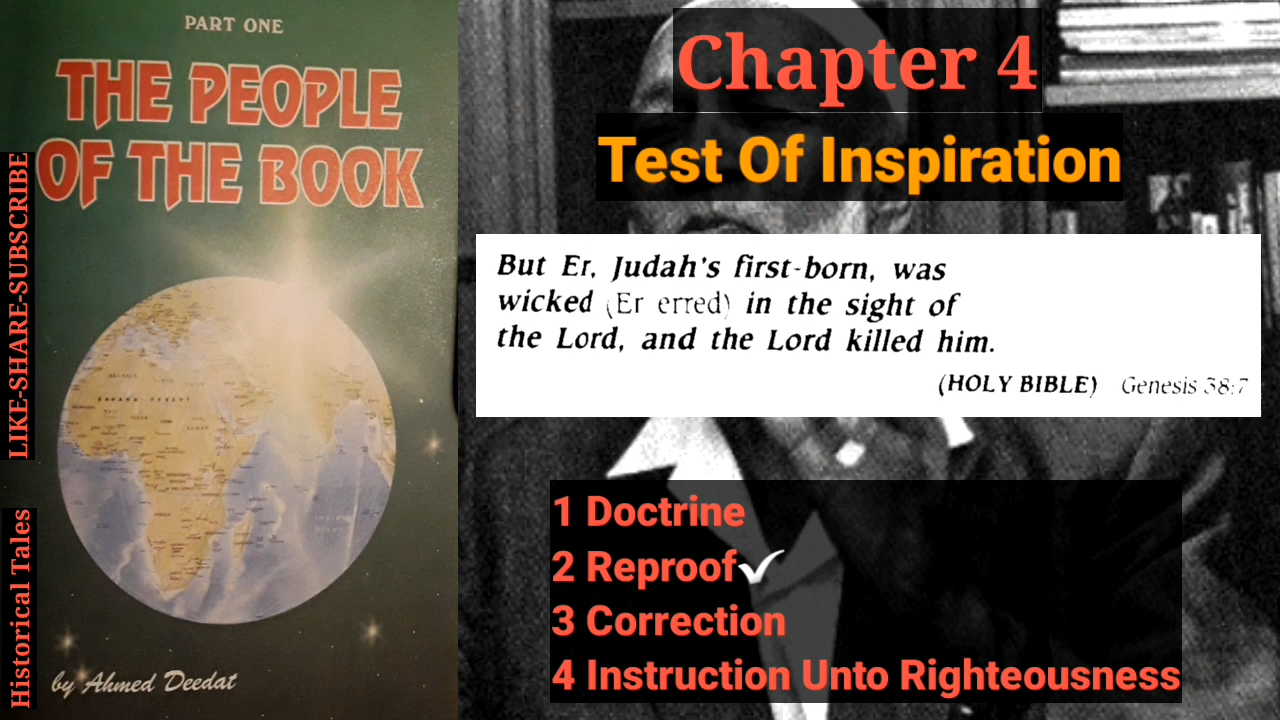 PART ONE
THE PEOPLE
OF THE BOOK
by Ahmed Deedat
LIKE-SHARE-SUBSCRIBE
Historical Tales
Chapter 4
Test Of Inspiration
But Er, Judah's first-born, was
wicked (Er erred) in the sight of
the Lord, and the Lord killed him.
(HOLY BIBLE) Genesis 38:7
1 Doctrine
2 Reproof✓
3 Correction
4 Instruction Unto Righteousness
SAHARA DESERT